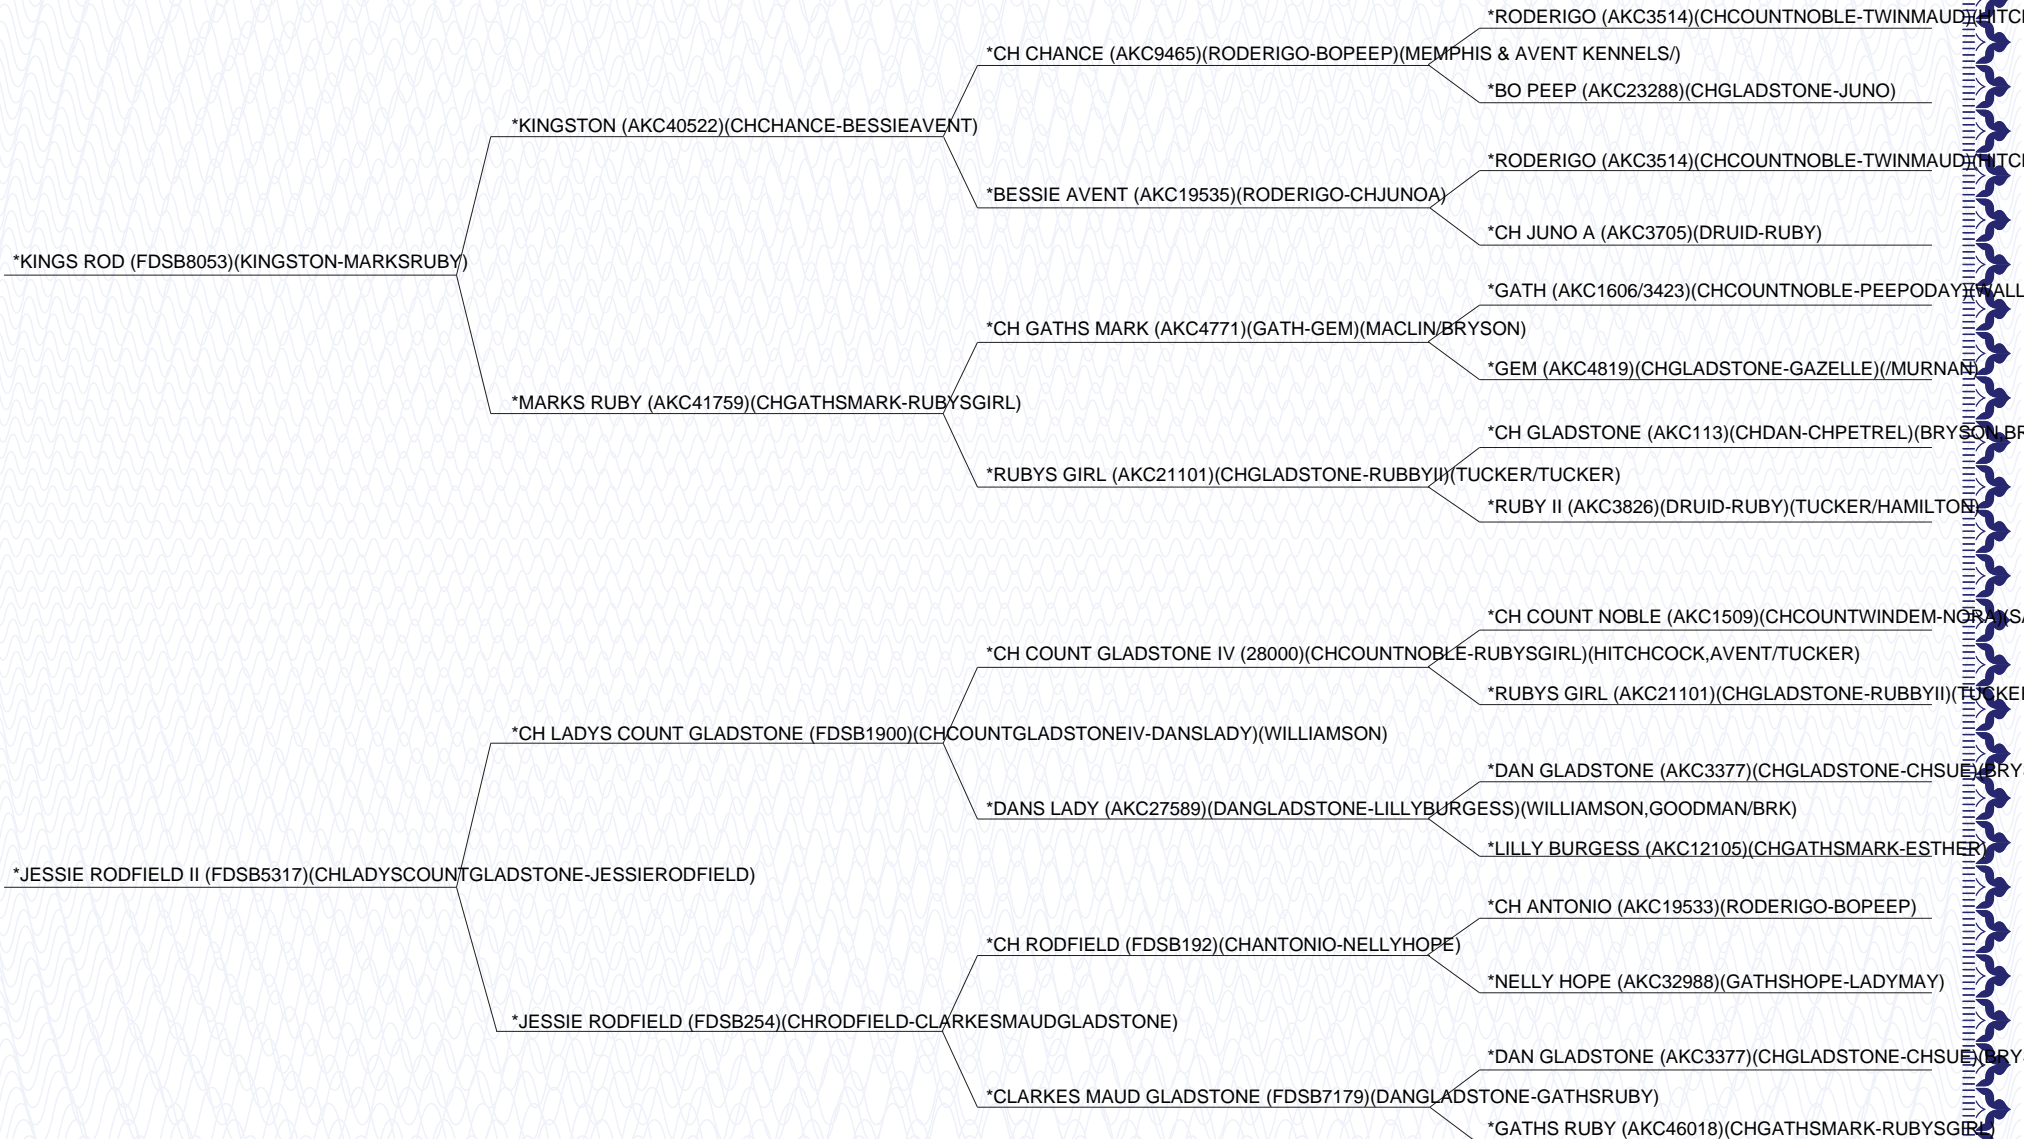 *RODERIGO (AKC3514)(CHCOUNTNOBLE-TWINMAUD)(HITC
*CH CHANCE (AKC9465)(RODERIGO-BOPEEP)(MEMPHIS & AVENT KENNELS/)
*BO PEEP (AKC23288)(CHGLADSTONE-JUNO)
*KINGSTON (AKC40522)(CHCHANCE-BESSIEAVENT)
*RODERIGO (AKC3514)(CHCOUNTNOBLE-TWINMAUD)(HITC
*BESSIE AVENT (AKC19535)(RODERIGO-CHJUNOA)
*CH JUNO A (AKC3705)(DRUID-RUBY)
*KINGS ROD (FDSB8053)(KINGSTON-MARKSRUBY)
*GATH (AKC1606/3423)(CHCOUNTNOBLE-PEEPODAY)(WALL
*CH GATHS MARK (AKC4771)(GATH-GEM)(MACLIN/BRYSON)
*GEM (AKC4819)(CHGLADSTONE-GAZELLE)(/MURNAN)
*MARKS RUBY (AKC41759)(CHGATHSMARK-RUBYSGIRL)
*CH GLADSTONE (AKC113)(CHDAN-CHPETREL)(BRYSON,BR
*RUBYS GIRL (AKC21101)(CHGLADSTONE-RUBBYII)(TUCKER/TUCKER)
*RUBY II (AKC3826)(DRUID-RUBY)(TUCKER/HAMILTON)
*CH COUNT NOBLE (AKC1509)(CHCOUNTWINDEM-NORA)(SA
*CH COUNT GLADSTONE IV (28000)(CHCOUNTNOBLE-RUBYSGIRL)(HITCHCOCK,AVENT/TUCKER)
*RUBYS GIRL (AKC21101)(CHGLADSTONE-RUBBYII)(TUCKE
*CH LADYS COUNT GLADSTONE (FDSB1900)(CHCOUNTGLADSTONEIV-DANSLADY)(WILLIAMSON)
*DAN GLADSTONE (AKC3377)(CHGLADSTONE-CHSUE)(BRY
*DANS LADY (AKC27589)(DANGLADSTONE-LILLYBURGESS)(WILLIAMSON,GOODMAN/BRK)
*LILLY BURGESS (AKC12105)(CHGATHSMARK-ESTHER)
*JESSIE RODFIELD II (FDSB5317)(CHLADYSCOUNTGLADSTONE-JESSIERODFIELD)
*CH ANTONIO (AKC19533)(RODERIGO-BOPEEP)
*CH RODFIELD (FDSB192)(CHANTONIO-NELLYHOPE)
*NELLY HOPE (AKC32988)(GATHSHOPE-LADYMAY)
*JESSIE RODFIELD (FDSB254)(CHRODFIELD-CLARKESMAUDGLADSTONE)
*DAN GLADSTONE (AKC3377)(CHGLADSTONE-CHSUE)(BRY
*CLARKES MAUD GLADSTONE (FDSB7179)(DANGLADSTONE-GATHSRUBY)
*GATHS RUBY (AKC46018)(CHGATHSMARK-RUBYSGIRL)